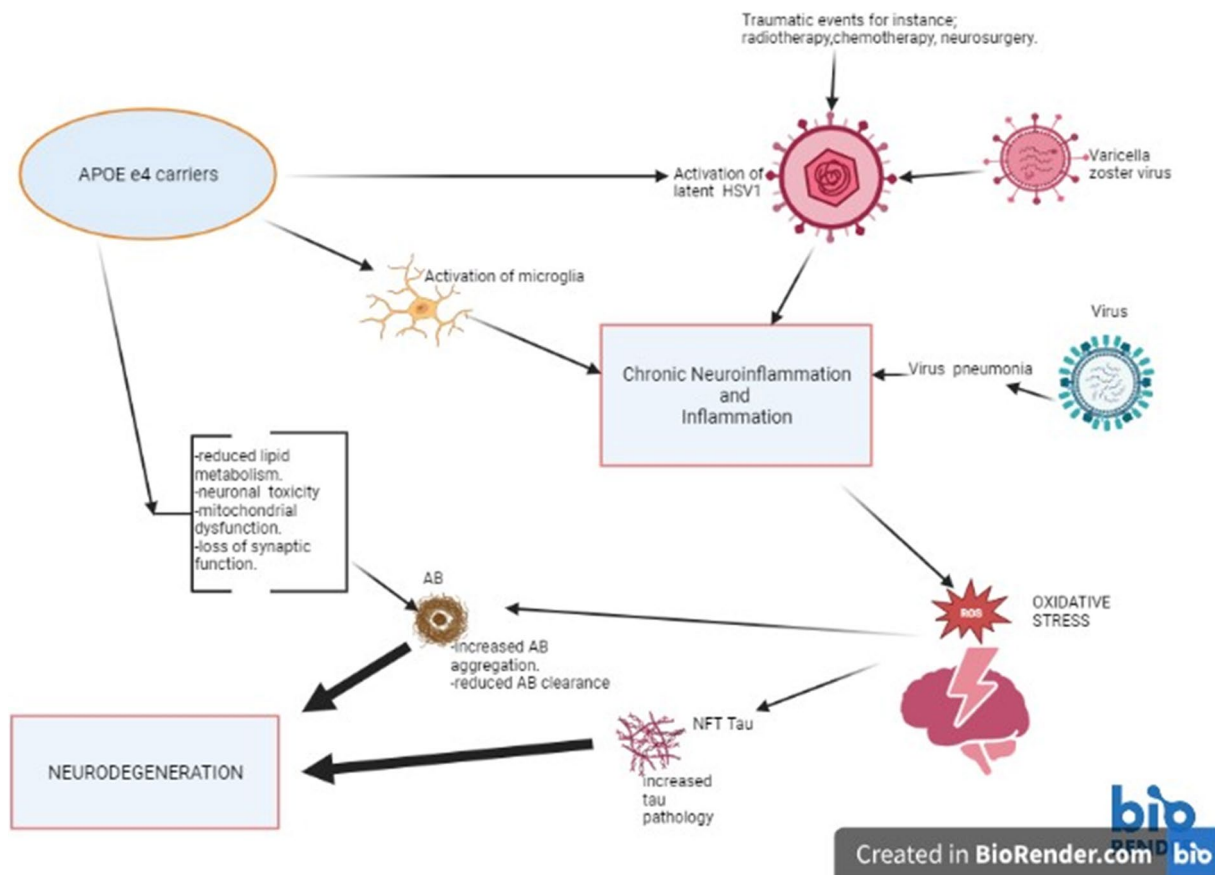 Traumatic events for instance;
radiotherapy,chemotherapy, neurosurgery.
APOE e4 carriers
Activation of
latent HSV1
Varicella
zoster virus
Activation of microglia
Virus
Chronic Neuroinflammation
and
Inflammation
Virus pneumonia
-reduced lipid
metabolism.
-neuronal toxicity
-mitochondrial
dysfunction.
-loss of synaptic
function.
AB
-increased AB
aggregation.
-reduced AB clearance
ROS
OXIDATIVE
STRESS
NFT Tau
increased
tau
pathology
NEURODEGENERATION
bio
Created in BioRender.com bio